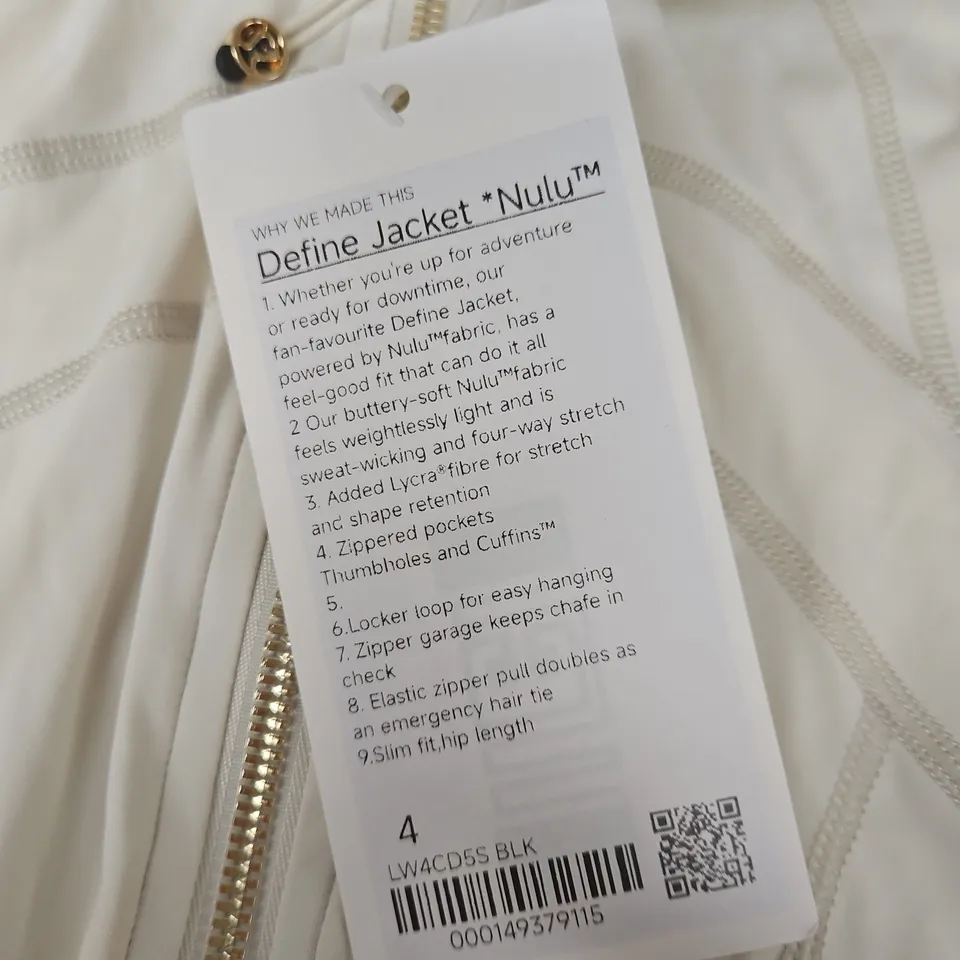 WHY WE MADE THIS
Define Jacket *Nulu™
1. Whether you're up for adventure
or ready for downtime, our
fan-favourite Define Jacket,
powered by Nulu™fabric, has a
feel-good fit that can do it all
2 Our buttery-soft Nulu™fabric
feels weightlessly light and is
sweat-wicking and four-way stretch
3. Added Lycra®fibre for stretch
and shape retention
4. Zippered pockets
Thumbholes and Cuffins™
5.
6.Locker loop for easy hanging
7. Zipper garage keeps chafe in
check
8. Elastic zipper pull doubles as
an emergency hair tie
9.Slim fit,hip length
4
LW4CD5S BLK
000149379115